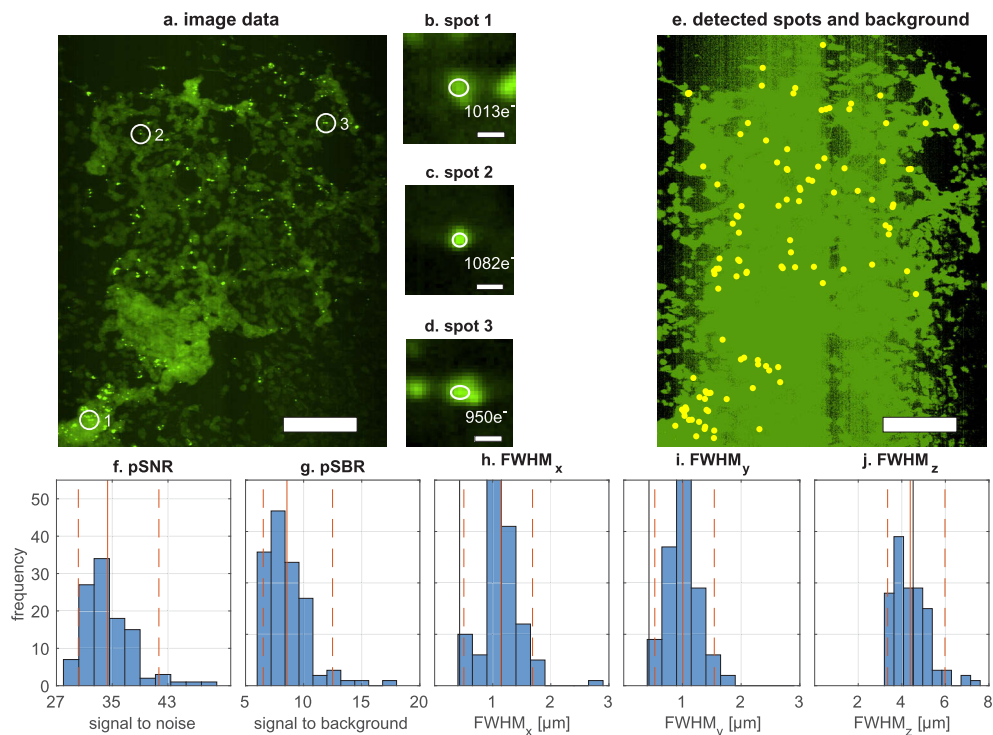 a. image data
b. spot 1
e. detected spots and background
1013e-
2
3
c. spot 2
1082e-
d. spot 3
950e-
1
f. pSNR
g. pSBR
h. FWHMx
i. FWHMy
j. FWHMz
frequency
50
40
30
20
10
0
27 35 43
5 10 15 20
1 2 3
1 2 3
2 4 6 8
signal to noise
signal to background
FWHMx [µm]
FWHMy [µm]
FWHMz [µm]